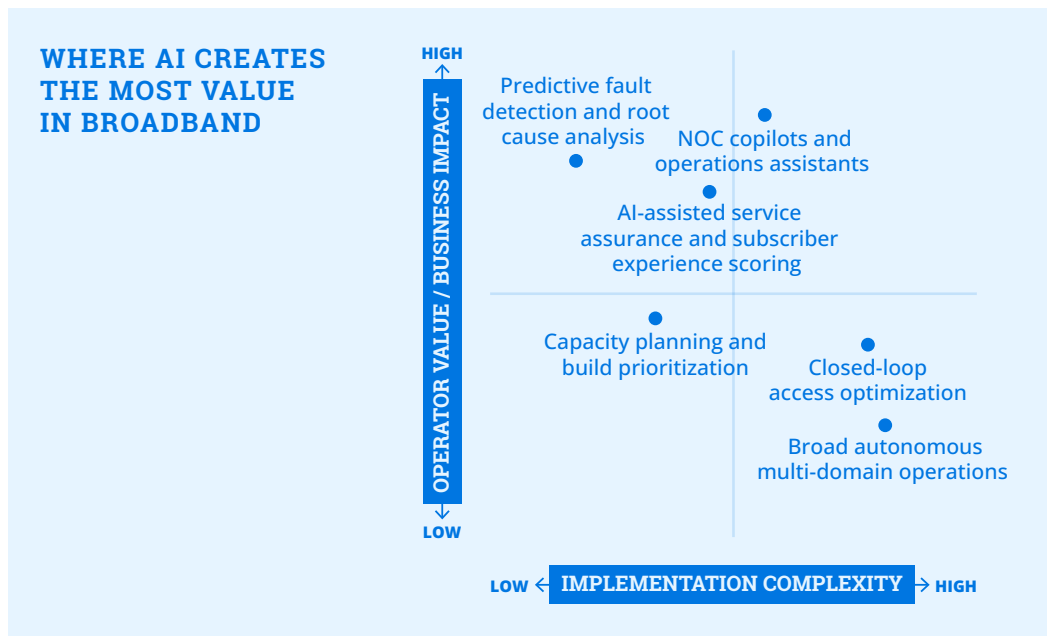 WHERE AI CREATES
THE MOST VALUE
IN BROADBAND
HIGH
OPERATOR VALUE / BUSINESS IMPACT
LOW
Predictive fault
detection and root
cause analysis
NOC copilots and
operations assistants
AI-assisted service
assurance and subscriber
experience scoring
Capacity planning and
build prioritization
Closed-loop
access optimization
Broad autonomous
multi-domain operations
LOW
IMPLEMENTATION COMPLEXITY
HIGH